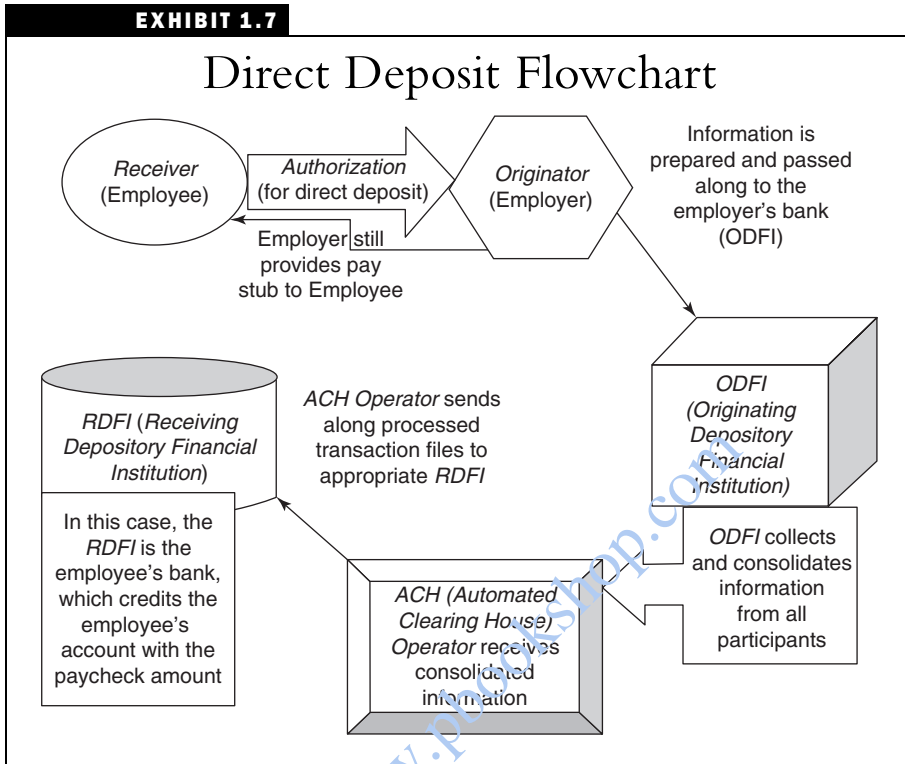 EXHIBIT 1.7
Direct Deposit Flowchart
Receiver
(Employee)
Authorization
(for direct deposit)
Originator
(Employer)
Information is
prepared and passed
along to the
employer's bank
(ODFI)
Employer still
provides pay
stub to Employee
ODFI
(Originating
Depository
Financial
Institution)
ODFI collects
and consolidates
information
from all
participants
ACH (Automated
Clearing House)
Operator receives
consolidated
information
ACH Operator sends
along processed
transaction files to
appropriate RDFI
RDFI (Receiving
Depository Financial
Institution)
In this case, the
RDFI is the
employee's bank,
which credits the
employee's
account with the
paycheck amount
.pbookshop.com